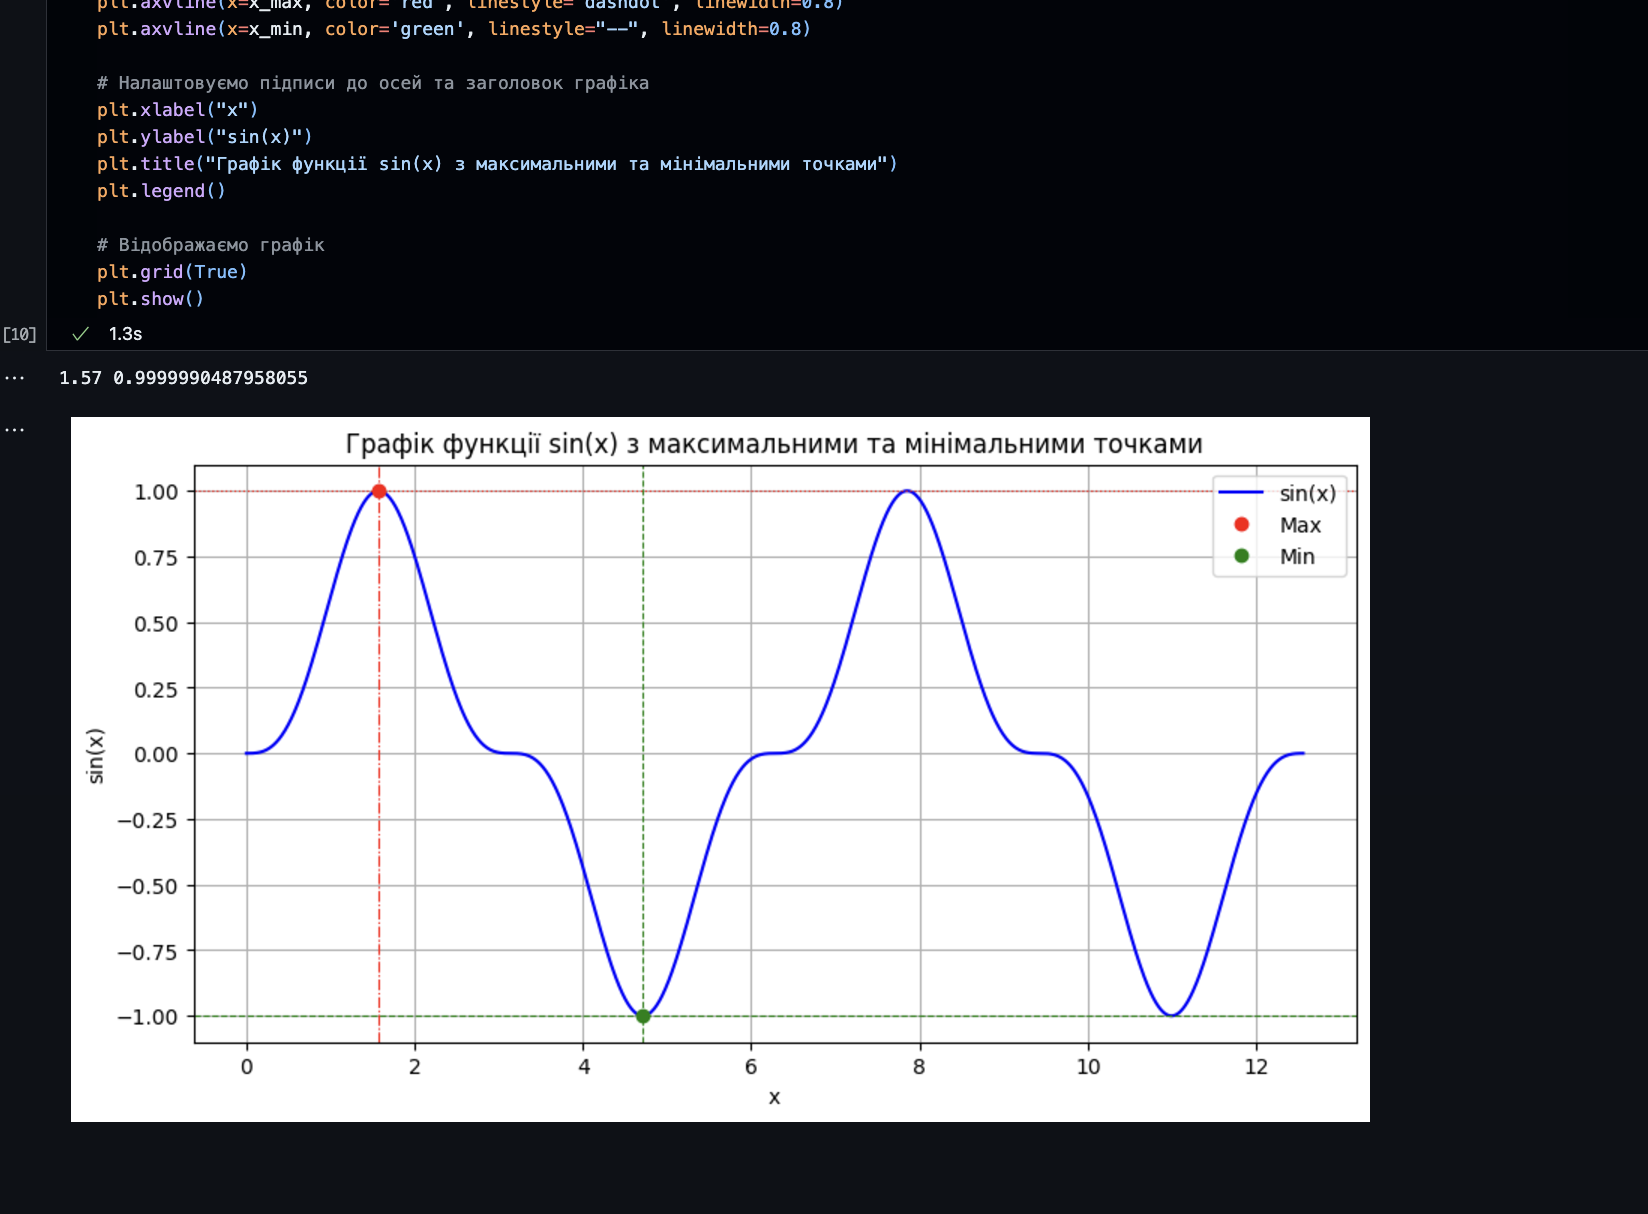 plt.axvline(x=x_max, color='red', linestyle='dashdot', linewidth=0.8)
plt.axvline(x=x_min, color='green', linestyle="--", linewidth=0.8)
# Налаштовуємо підписи до осей та заголовок графіка
plt.xlabel("x")
plt.ylabel("sin(x)")
plt.title("Графік функції sin(x) з максимальними та мінімальними точками")
plt.legend()
# Відображаємо графік
plt.grid(True)
plt.show()
[10]
1.3s
...
1.57 0.9999990487958055
...
Графік функції sin(x) з максимальними та мінімальними точками
sin(x)
Max
Min
1.00
0.75
0.50
0.25
0.00
−0.25
−0.50
−0.75
−1.00
sin(x)
0 2 4 6 8 10 12
x